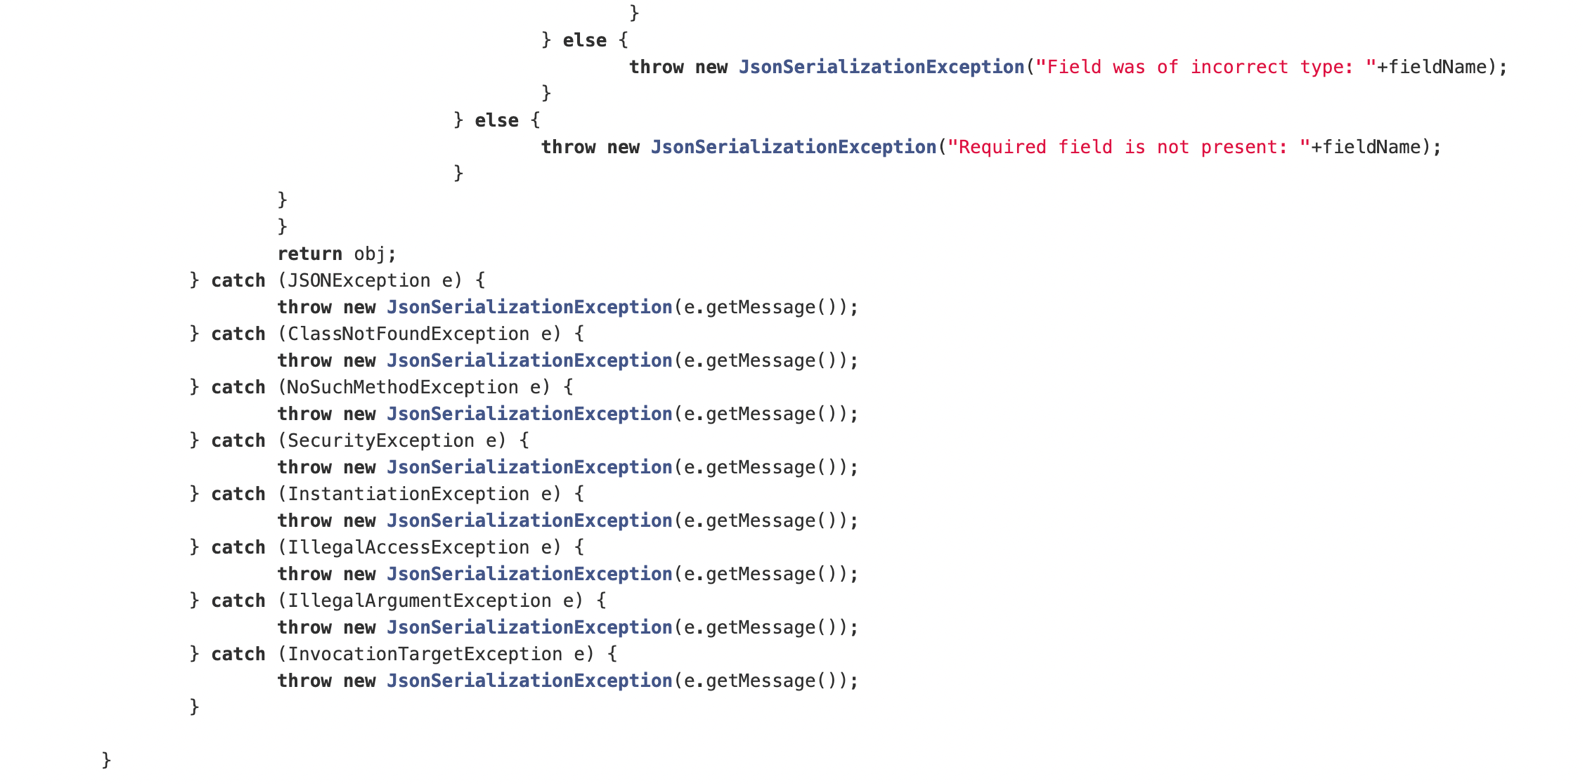 }
} else {
throw new JsonSerializationException("Field was of incorrect type: "+fieldName);
}
} else {
throw new JsonSerializationException("Required field is not present: "+fieldName);
}
}
}
return obj;
} catch (JSONException e) {
throw new JsonSerializationException(e.getMessage());
} catch (ClassNotFoundException e) {
throw new JsonSerializationException(e.getMessage());
} catch (NoSuchMethodException e) {
throw new JsonSerializationException(e.getMessage());
} catch (SecurityException e) {
throw new JsonSerializationException(e.getMessage());
} catch (InstantiationException e) {
throw new JsonSerializationException(e.getMessage());
} catch (IllegalAccessException e) {
throw new JsonSerializationException(e.getMessage());
} catch (IllegalArgumentException e) {
throw new JsonSerializationException(e.getMessage());
} catch (InvocationTargetException e) {
throw new JsonSerializationException(e.getMessage());
}
}